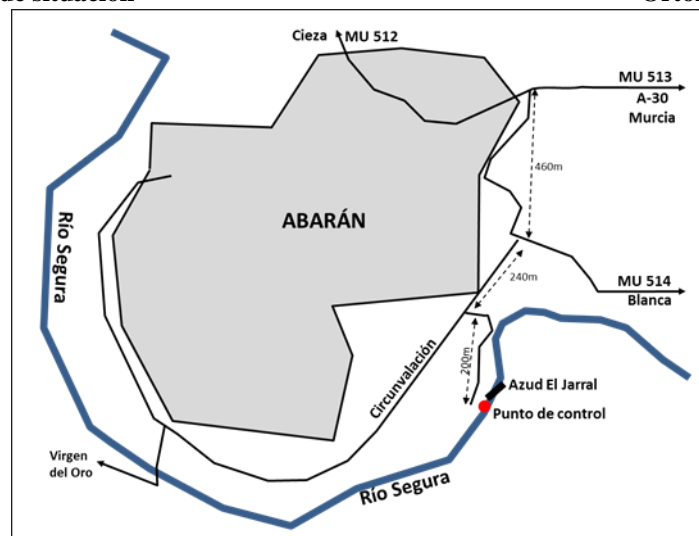 de situación
Cieza
MU 512
MU 513
A-30
Murcia
460m
ABARÁN
Río Segura
240m
MU 514
Blanca
Circunvalación
200m
Azud El Jarral
Punto de control
Virgen
del Oro
Río Segura